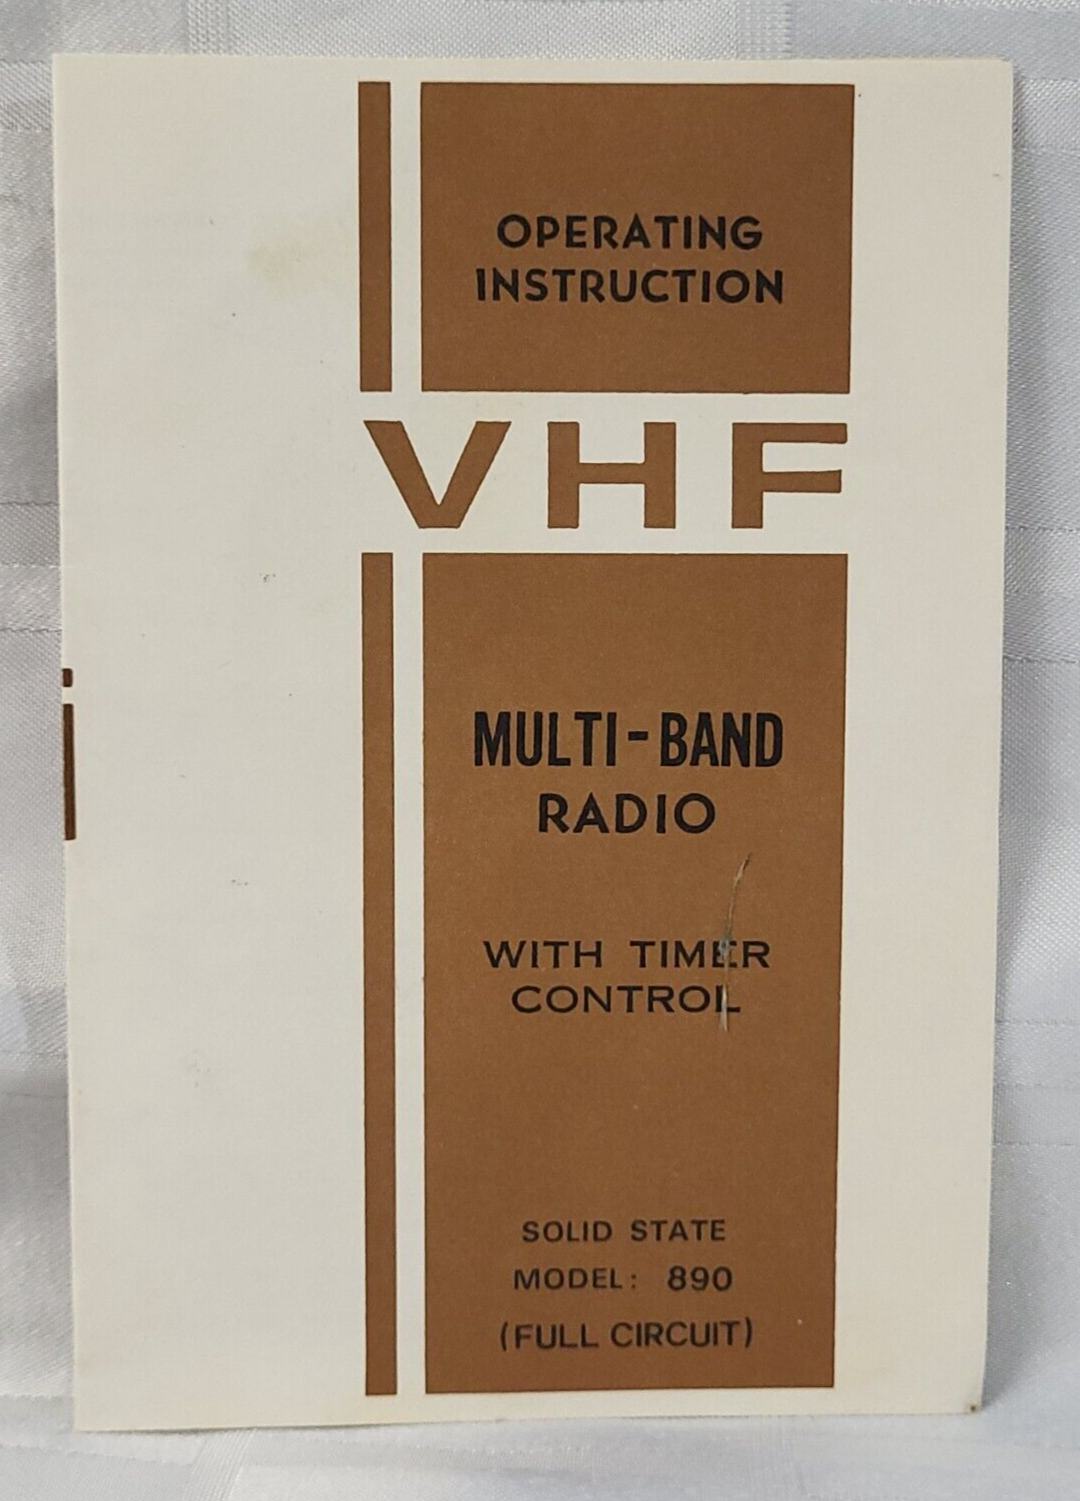 OPERATING
INSTRUCTION
VHF
MULTI-BAND
RADIO
WITH TIMER
CONTROL
SOLID STATE
MODEL: 890
(FULL CIRCUIT)